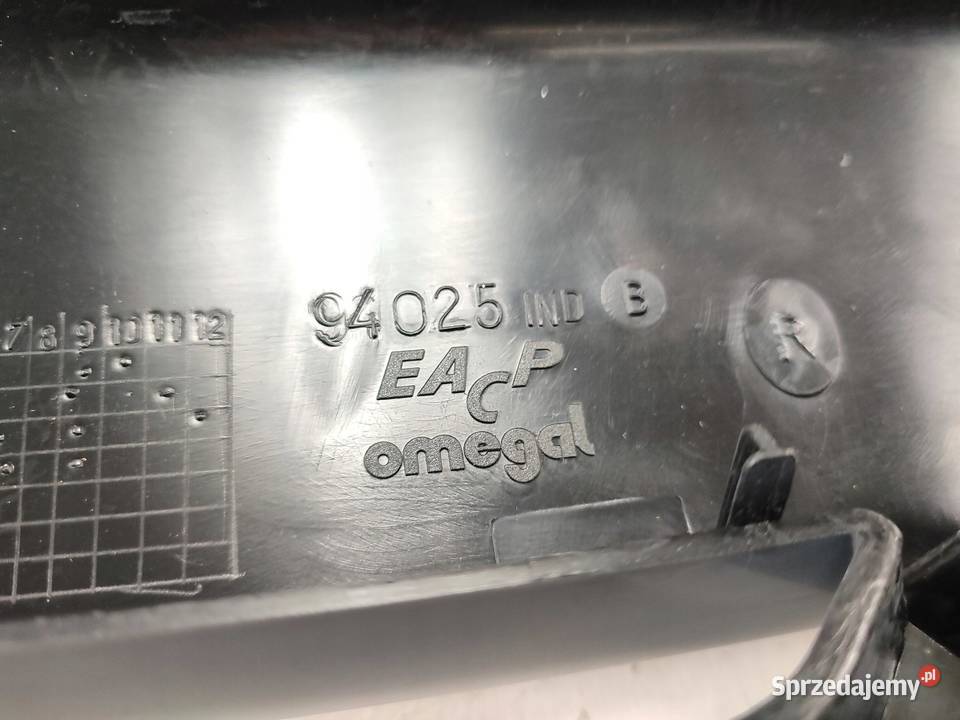 94025 IND B
R
7 8 9 10 11 12
EACP
omegal
Sprzedajemy.pl